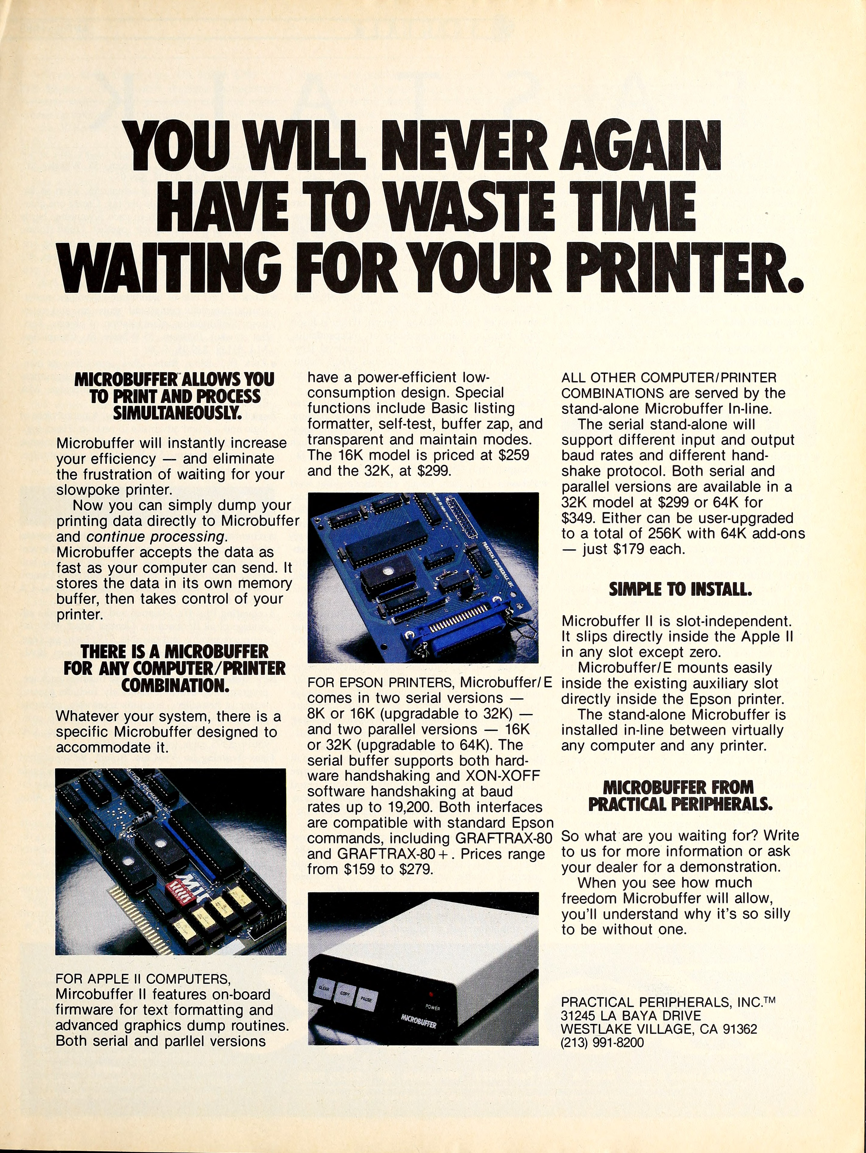 YOU WILL NEVER AGAIN
HAVE TO WASTE TIME
WAITING FOR YOUR PRINTER.
MICROBUFFER™ ALLOWS YOU
TO PRINT AND PROCESS
SIMULTANEOUSLY.
Microbuffer will instantly increase
your efficiency — and eliminate
the frustration of waiting for your
slowpoke printer.
Now you can simply dump your
printing data directly to Microbuffer
and continue processing.
Microbuffer accepts the data as
fast as your computer can send. It
stores the data in its own memory
buffer, then takes control of your
printer.
THERE IS A MICROBUFFER
FOR ANY COMPUTER/PRINTER
COMBINATION.
Whatever your system, there is a
specific Microbuffer designed to
accommodate it.
FOR APPLE II COMPUTERS,
Mircobuffer II features on-board
firmware for text formatting and
advanced graphics dump routines.
Both serial and parllel versions
have a power-efficient low-
consumption design. Special
functions include Basic listing
formatter, self-test, buffer zap, and
transparent and maintain modes.
The 16K model is priced at $259
and the 32K, at $299.
PRACTICAL PERIPHERALS, INC.
FOR EPSON PRINTERS, Microbuffer/E
comes in two serial versions —
8K or 16K (upgradable to 32K) —
and two parallel versions — 16K
or 32K (upgradable to 64K). The
serial buffer supports both hard-
ware handshaking and XON-XOFF
software handshaking at baud
rates up to 19,200. Both interfaces
are compatible with standard Epson
commands, including GRAFTRAX-80
and GRAFTRAX-80+. Prices range
from $159 to $279.
CLEAR
COPY
PAUSE
POWER
MICROBUFFER
ALL OTHER COMPUTER/PRINTER
COMBINATIONS are served by the
stand-alone Microbuffer In-line.
The serial stand-alone will
support different input and output
baud rates and different hand-
shake protocol. Both serial and
parallel versions are available in a
32K model at $299 or 64K for
$349. Either can be user-upgraded
to a total of 256K with 64K add-ons
— just $179 each.
SIMPLE TO INSTALL.
Microbuffer II is slot-independent.
It slips directly inside the Apple II
in any slot except zero.
Microbuffer/E mounts easily
inside the existing auxiliary slot
directly inside the Epson printer.
The stand-alone Microbuffer is
installed in-line between virtually
any computer and any printer.
MICROBUFFER FROM
PRACTICAL PERIPHERALS.
So what are you waiting for? Write
to us for more information or ask
your dealer for a demonstration.
When you see how much
freedom Microbuffer will allow,
you'll understand why it's so silly
to be without one.
PRACTICAL PERIPHERALS, INC.™
31245 LA BAYA DRIVE
WESTLAKE VILLAGE, CA 91362
(213) 991-8200